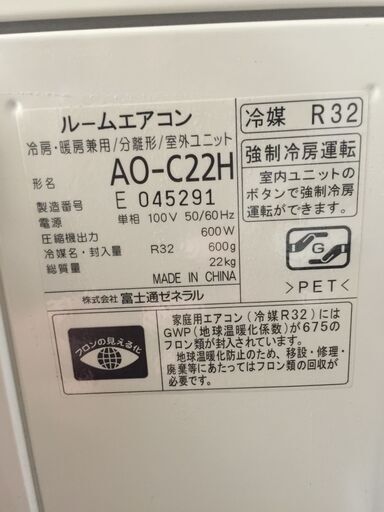 ルームエアコン
冷房・暖房兼用/分離形/室外ユニット
形名 AO-C22H
製造番号 E 045291
電源 単相 100V 50/60Hz
圧縮機出力 600W
冷媒名・封入量 R32 600g
総質量 22kg
MADE IN CHINA
株式会社 富士通ゼネラル
冷媒 R32
強制冷房運転
室内ユニットの
ボタンで強制冷房
運転ができます。
G
>PET<
フロンの見える化
家庭用エアコン(冷媒R32)には
GWP(地球温暖化係数)が675の
フロン類が封入されています。
地球温暖化防止のため、移設・修理・
廃棄等にあたってはフロン類の回収が
必要です。